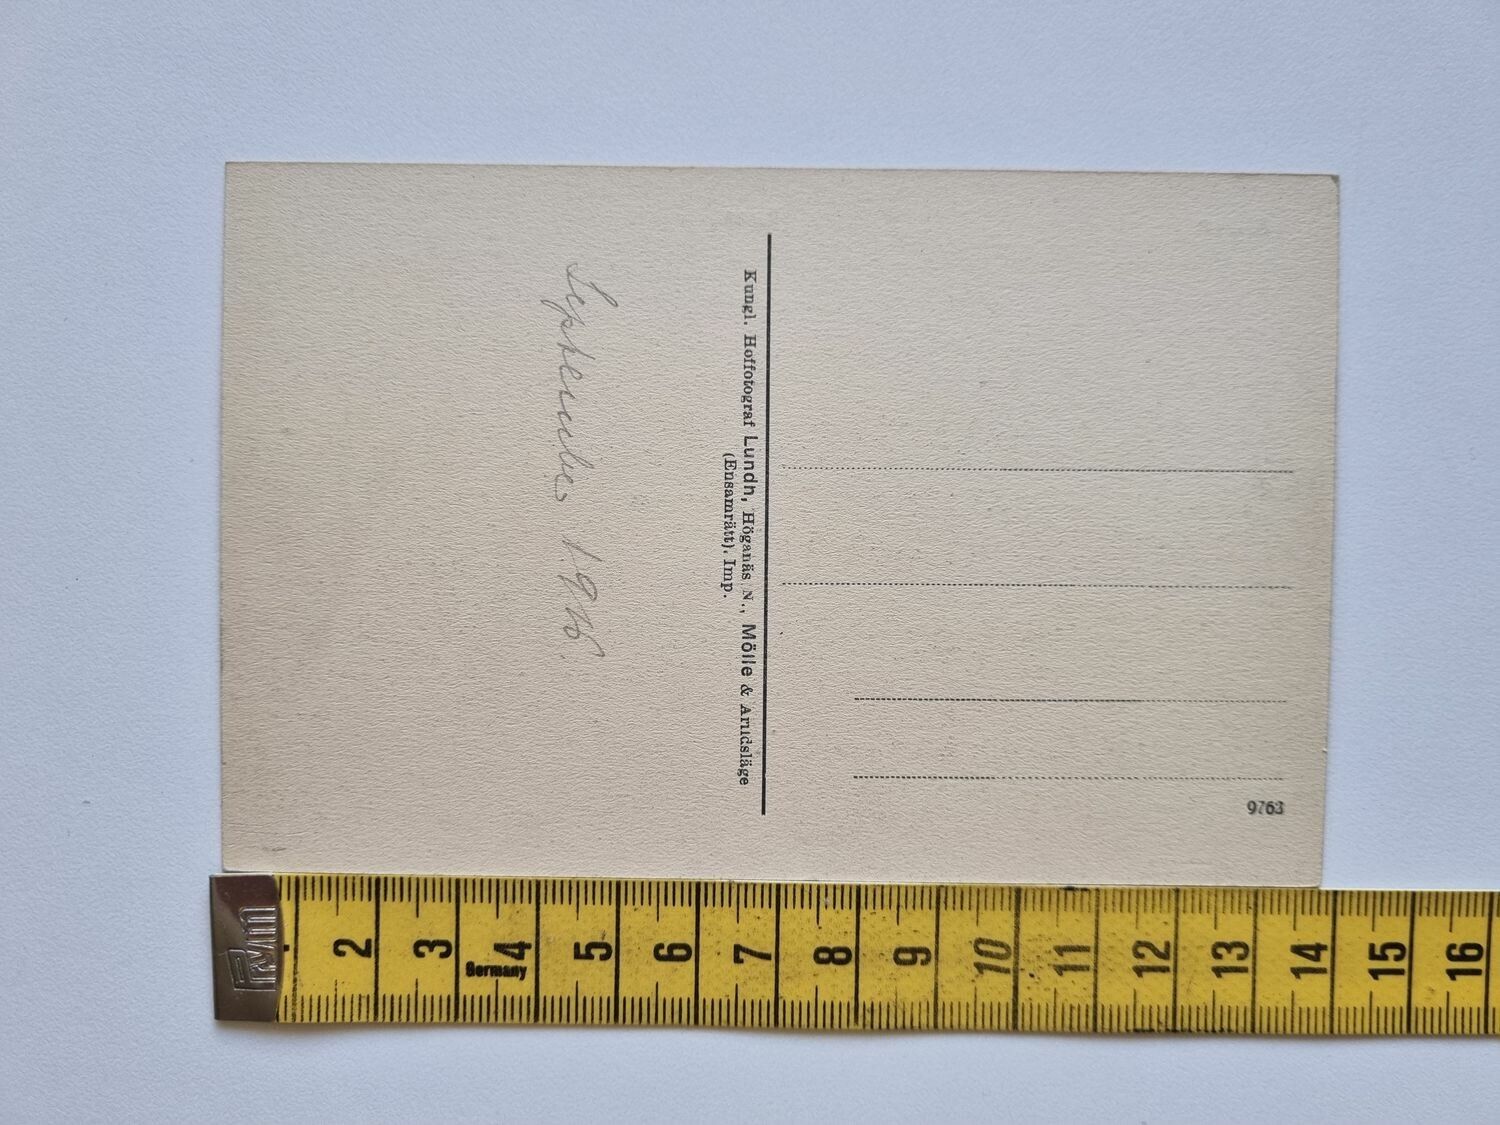 September 1916.
Kungl. Hoffotograf Lundh, Höganäs N., Mölle & Arildsläge
(Ensamrätt). Imp.
9763
PVM
2 3 4 5 6 7 8 9 10 11 12 13 14 15 16
Germany